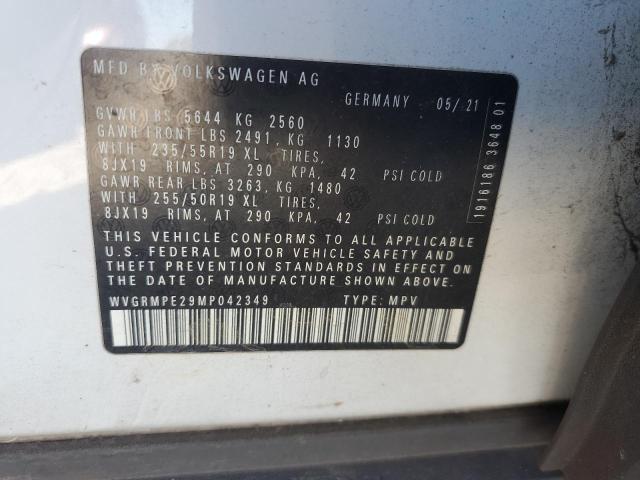 MFD BY VOLKSWAGEN AG
GERMANY 05/21
GVWR LBS 5644 KG 2560
GAWR FRONT LBS 2491, KG 1130
WITH 235/55R19 XL TIRES,
8JX19 RIMS, AT 290 KPA, 42 PSI COLD
GAWR REAR LBS 3263, KG 1480
WITH 255/50R19 XL TIRES,
8JX19 RIMS, AT 290 KPA, 42 PSI COLD
THIS VEHICLE CONFORMS TO ALL APPLICABLE
U.S. FEDERAL MOTOR VEHICLE SAFETY AND
THEFT PREVENTION STANDARDS IN EFFECT ON
THE DATE OF MANUFACTURE SHOWN ABOVE.
WVGRMPE29MP042349 TYPE: MPV
1916186 3648 01